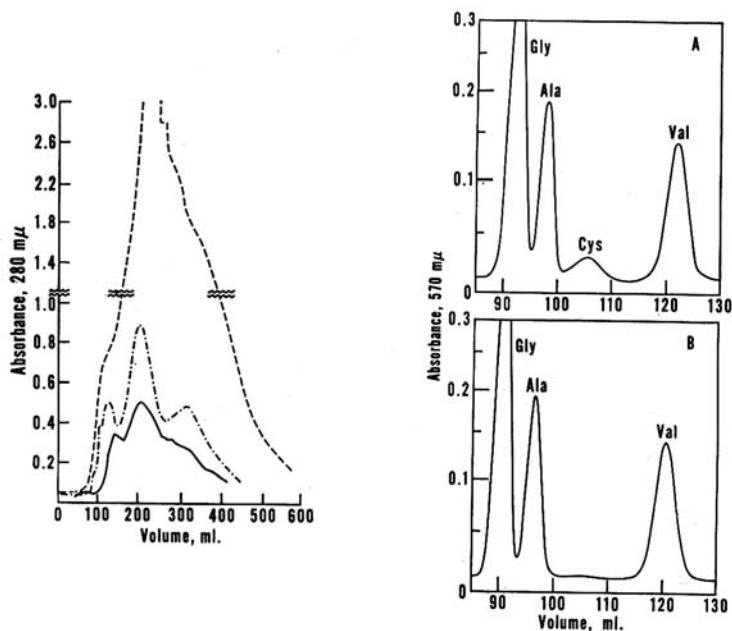 Absorbance, 280 mμ
3.0
2.6
2.2
1.8
1.4
1.0
0.8
0.6
0.4
0.2
0 100 200 300 400 500 600
Volume, ml.
Absorbance, 570 mμ
0.3
Gly
A
0.2
Ala
Val
0.1
Cys
90 100 110 120 130
0.3
Gly
B
0.2
Ala
Val
0.1
90 100 110 120 130
Volume, ml.